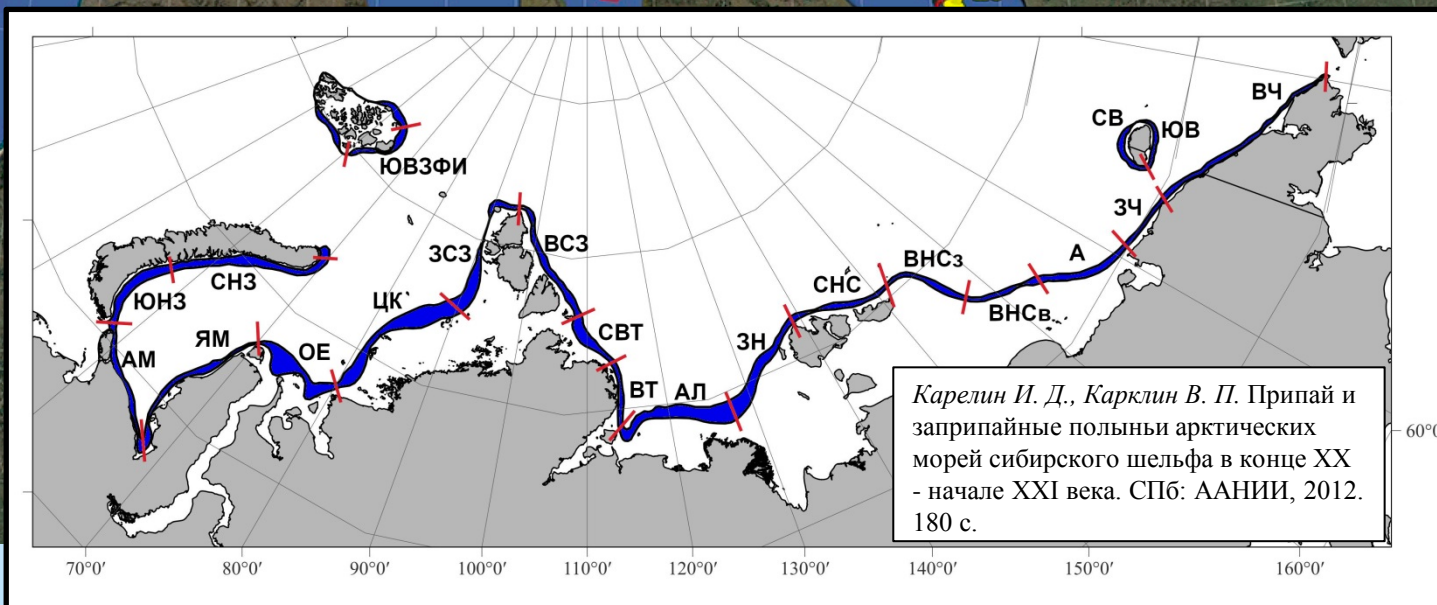 ВЧ
СВ
ЮВ
ЮВЗФИ
ЗЧ
ЗСЗ
ВСЗ
ВНСз
А
СНЗ
СНС
ЮНЗ
ЦК
ВНСв
СВТ
ЯМ
ЗН
АМ
ОЕ
ВТ
АЛ
Карелин И. Д., Карклин В. П. Припай и
заприпайные полыньи арктических
морей сибирского шельфа в конце XX
- начале XXI века. СПб: ААНИИ, 2012.
180 с.
60°0
70°0' 80°0' 90°0' 100°0' 110°0' 120°0' 130°0' 140°0' 150°0' 160°0'